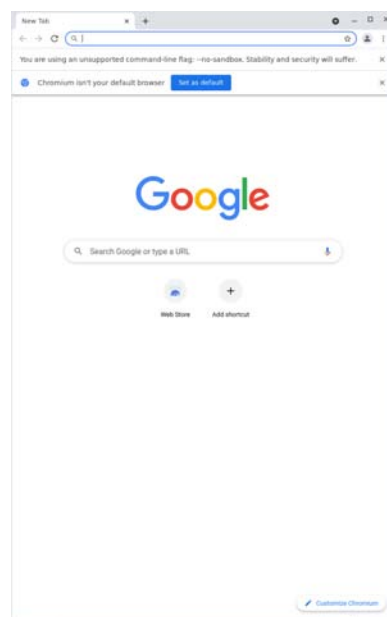 New Tab
You are using an unsupported command-line flag: --no-sandbox. Stability and security will suffer.
Chromium isn't your default browser Set as default
Google
Search Google or type a URL
Web Store Add shortcut
Customize Chromium